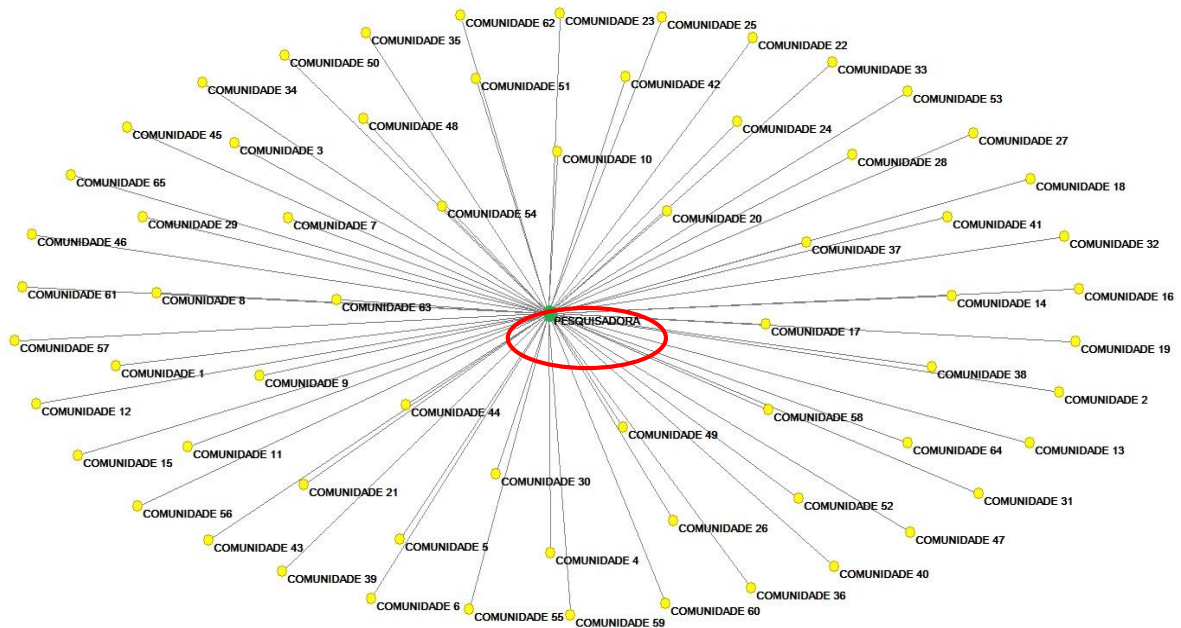 COMUNIDADE 62
COMUNIDADE 23
COMUNIDADE 25
COMUNIDADE 35
COMUNIDADE 22
COMUNIDADE 50
COMUNIDADE 33
COMUNIDADE 34
COMUNIDADE 51
COMUNIDADE 42
COMUNIDADE 53
COMUNIDADE 45
COMUNIDADE 48
COMUNIDADE 24
COMUNIDADE 27
COMUNIDADE 3
COMUNIDADE 10
COMUNIDADE 28
COMUNIDADE 65
COMUNIDADE 18
COMUNIDADE 29
COMUNIDADE 7
COMUNIDADE 54
COMUNIDADE 20
COMUNIDADE 41
COMUNIDADE 46
COMUNIDADE 37
COMUNIDADE 32
COMUNIDADE 61
COMUNIDADE 8
COMUNIDADE 63
COMUNIDADE 14
COMUNIDADE 16
PESQUISADORA
COMUNIDADE 17
COMUNIDADE 57
COMUNIDADE 19
COMUNIDADE 1
COMUNIDADE 9
COMUNIDADE 38
COMUNIDADE 2
COMUNIDADE 12
COMUNIDADE 44
COMUNIDADE 58
COMUNIDADE 49
COMUNIDADE 15
COMUNIDADE 11
COMUNIDADE 64
COMUNIDADE 13
COMUNIDADE 30
COMUNIDADE 21
COMUNIDADE 31
COMUNIDADE 56
COMUNIDADE 52
COMUNIDADE 26
COMUNIDADE 43
COMUNIDADE 5
COMUNIDADE 47
COMUNIDADE 4
COMUNIDADE 39
COMUNIDADE 40
COMUNIDADE 6
COMUNIDADE 55
COMUNIDADE 59
COMUNIDADE 60
COMUNIDADE 36